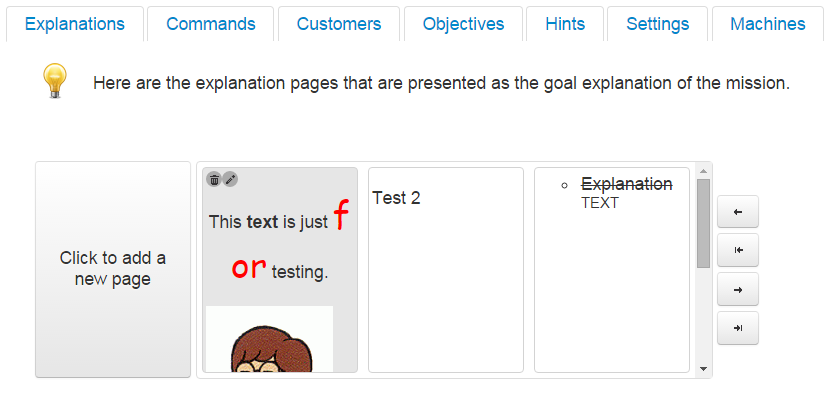 Explanations Commands Customers Objectives Hints Settings Machines
Here are the explanation pages that are presented as the goal explanation of the mission.
Click to add a
new page
This text is just f
or testing.
Test 2
Explanation
TEXT